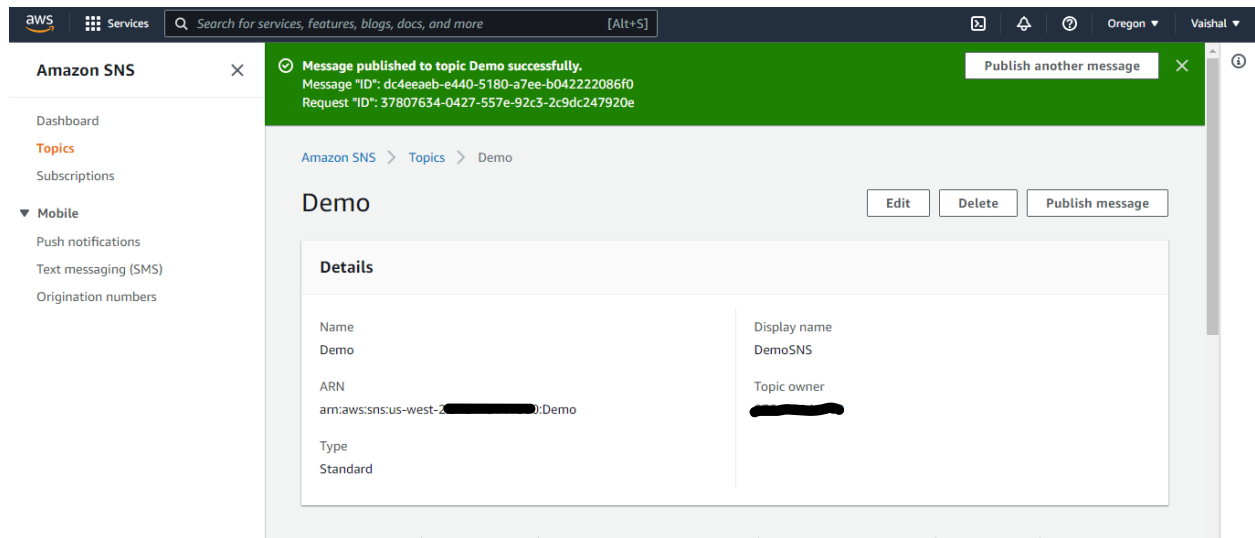 aws Services Search for services, features, blogs, docs, and more [Alt+S] Oregon ▼ Vaishal ▼
Amazon SNS
Message published to topic Demo successfully.
Message "ID": dc4eeaeb-e440-5180-a7ee-b042222086f0
Request "ID": 37807634-0427-557e-92c3-2c9dc247920e
Publish another message
Dashboard
Topics
Subscriptions
Mobile
Push notifications
Text messaging (SMS)
Origination numbers
Amazon SNS > Topics > Demo
Demo
Edit Delete Publish message
Details
Name
Demo
ARN
arn:aws:sns:us-west-2 :Demo
Type
Standard
Display name
DemoSNS
Topic owner